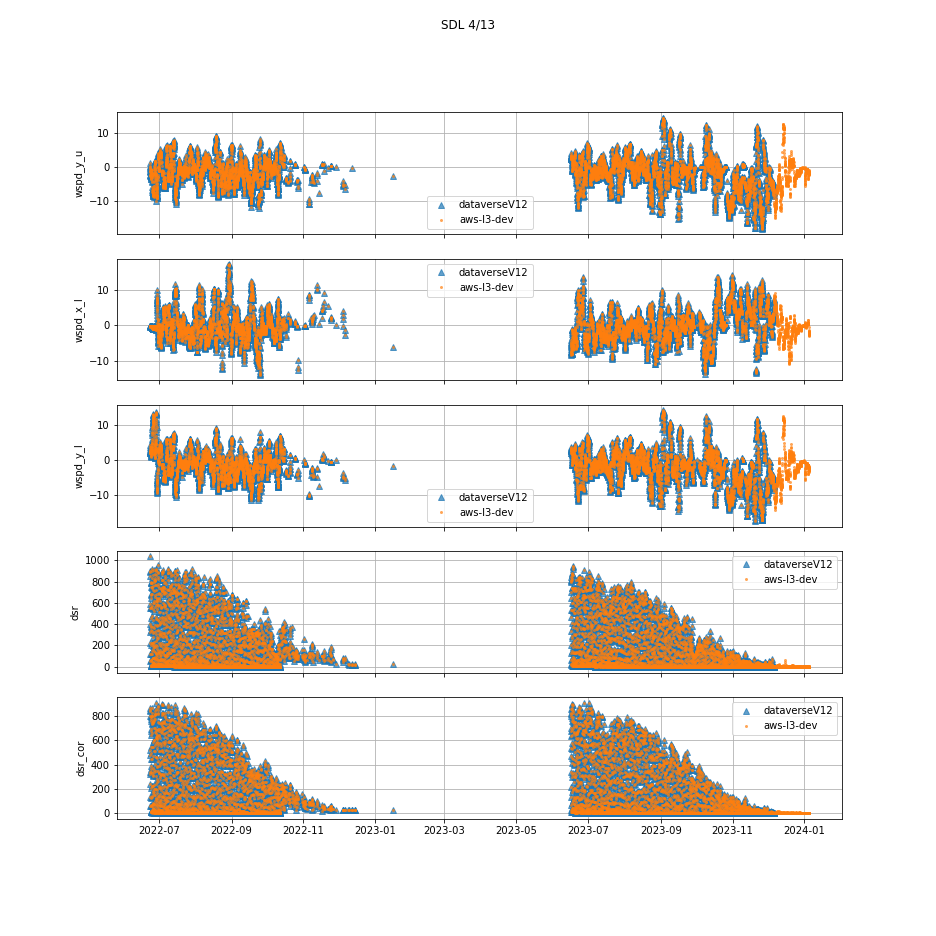 SDL 4/13
10
0
−10
wspd_y_u
dataverseV12
aws-l3-dev
10
0
−10
wspd_x_l
dataverseV12
aws-l3-dev
10
0
−10
wspd_y_l
dataverseV12
aws-l3-dev
1000
800
600
400
200
0
dsr
dataverseV12
aws-l3-dev
800
600
400
200
0
dsr_cor
dataverseV12
aws-l3-dev
2022-07 2022-09 2022-11 2023-01 2023-03 2023-05 2023-07 2023-09 2023-11 2024-01